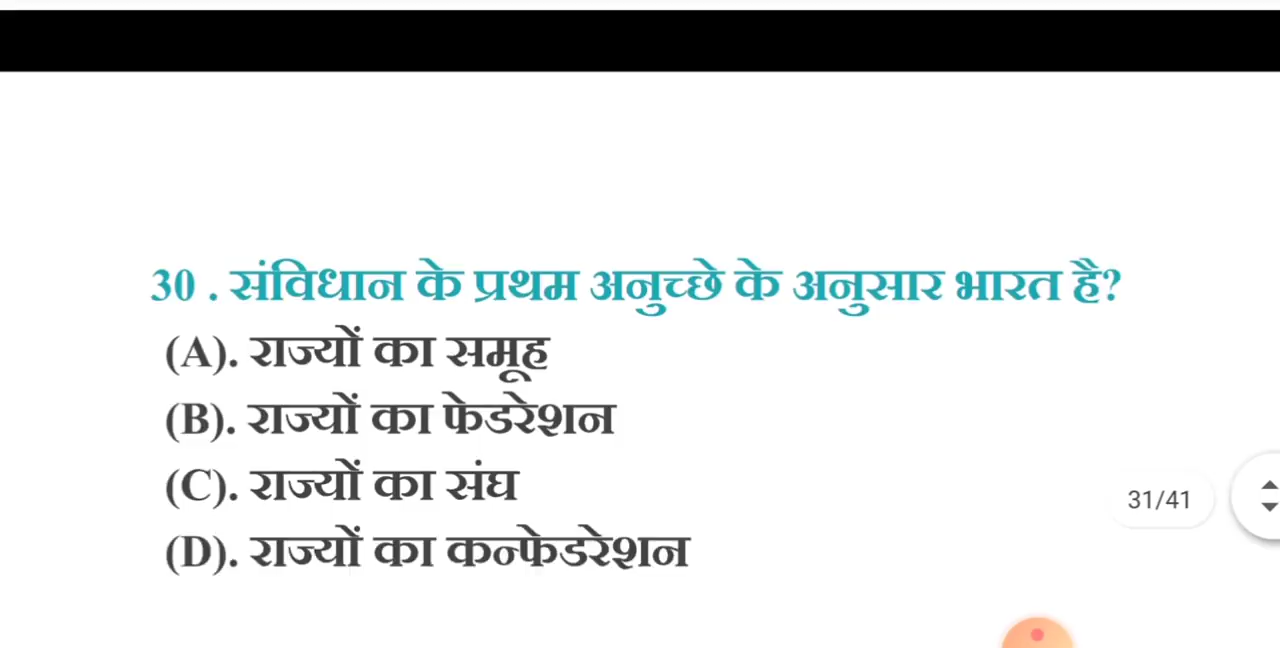 30 . संविधान के प्रथम अनुच्छे के अनुसार भारत है?
(A). राज्यों का समूह
(B). राज्यों का फेडरेशन
(C). राज्यों का संघ
31/41
(D). राज्यों का कन्फेडरेशन